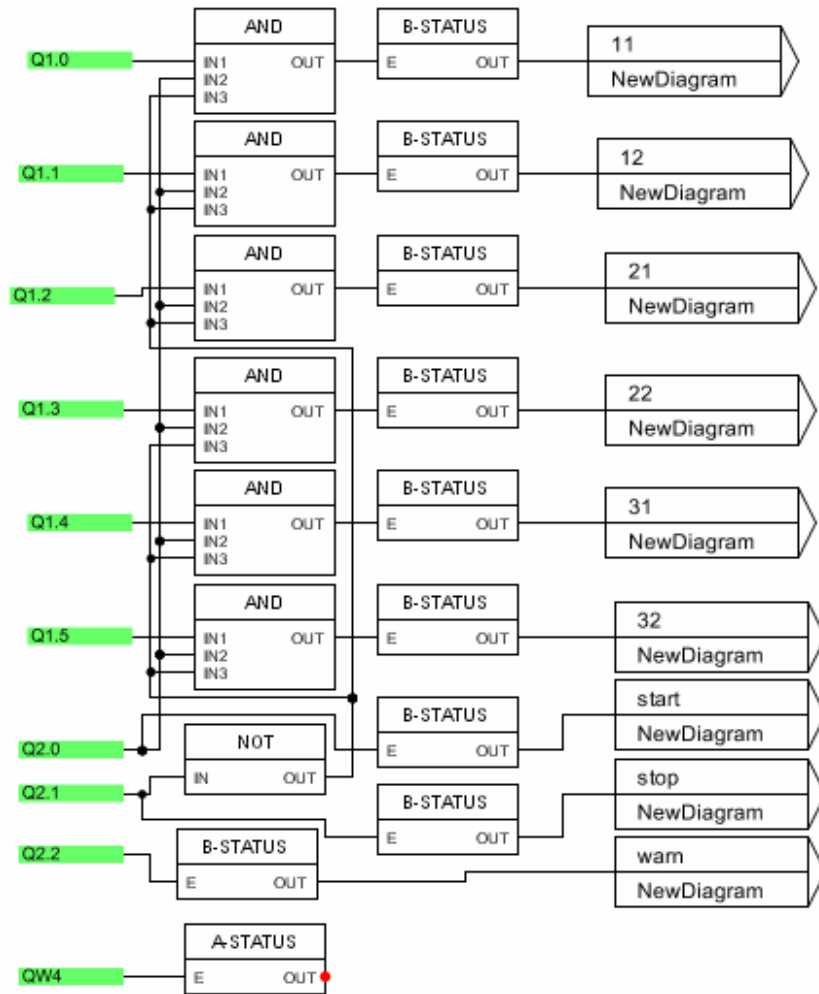 AND B-STATUS 11
Q1.0 IN1 OUT E OUT
IN2 NewDiagram
IN3
AND B-STATUS 12
Q1.1 IN1 OUT E OUT
IN2 NewDiagram
IN3
AND B-STATUS 21
Q1.2 IN1 OUT E OUT
IN2 NewDiagram
IN3
AND B-STATUS 22
Q1.3 IN1 OUT E OUT
IN2 NewDiagram
IN3
AND B-STATUS 31
Q1.4 IN1 OUT E OUT
IN2 NewDiagram
IN3
AND B-STATUS 32
Q1.5 IN1 OUT E OUT
IN2 NewDiagram
IN3
B-STATUS start
Q2.0 NOT E OUT NewDiagram
IN OUT stop
Q2.1 B-STATUS
E OUT NewDiagram
Q2.2 B-STATUS warn
E OUT NewDiagram
A-STATUS
QW4 E OUT